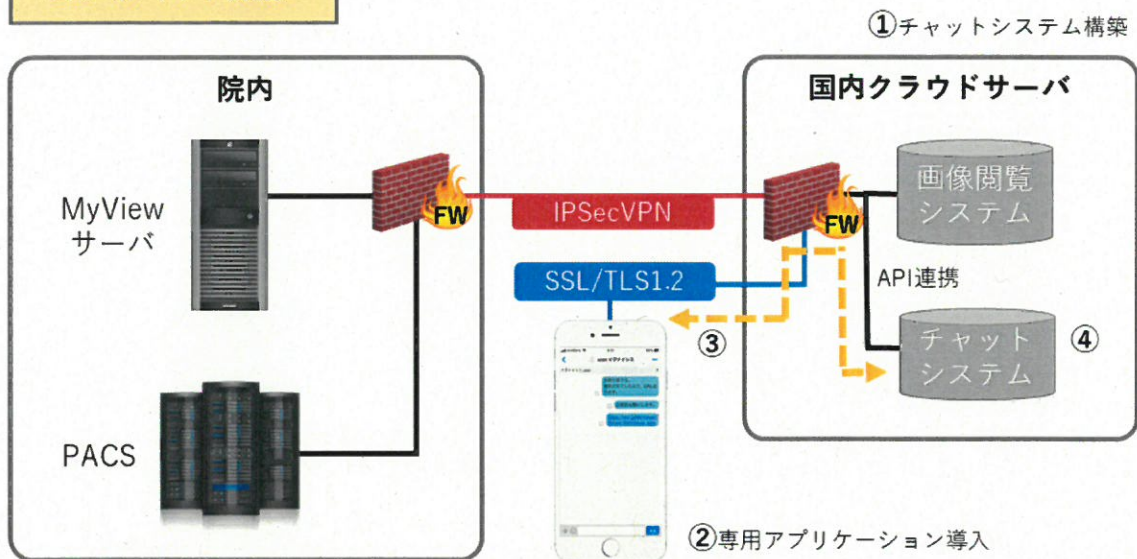 ①チャットシステム構築
院内
国内クラウドサーバ
MyView
サーバ
FW
IPSecVPN
FW
画像閲覧
システム
SSL/TLS1.2
API連携
③
チャット
システム
④
PACS
②専用アプリケーション導入